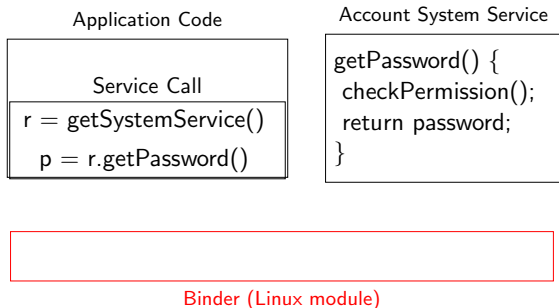 Application Code
Service Call
r = getSystemService()
p = r.getPassword()
Account System Service
getPassword() {
checkPermission();
return password;
}
Binder (Linux module)